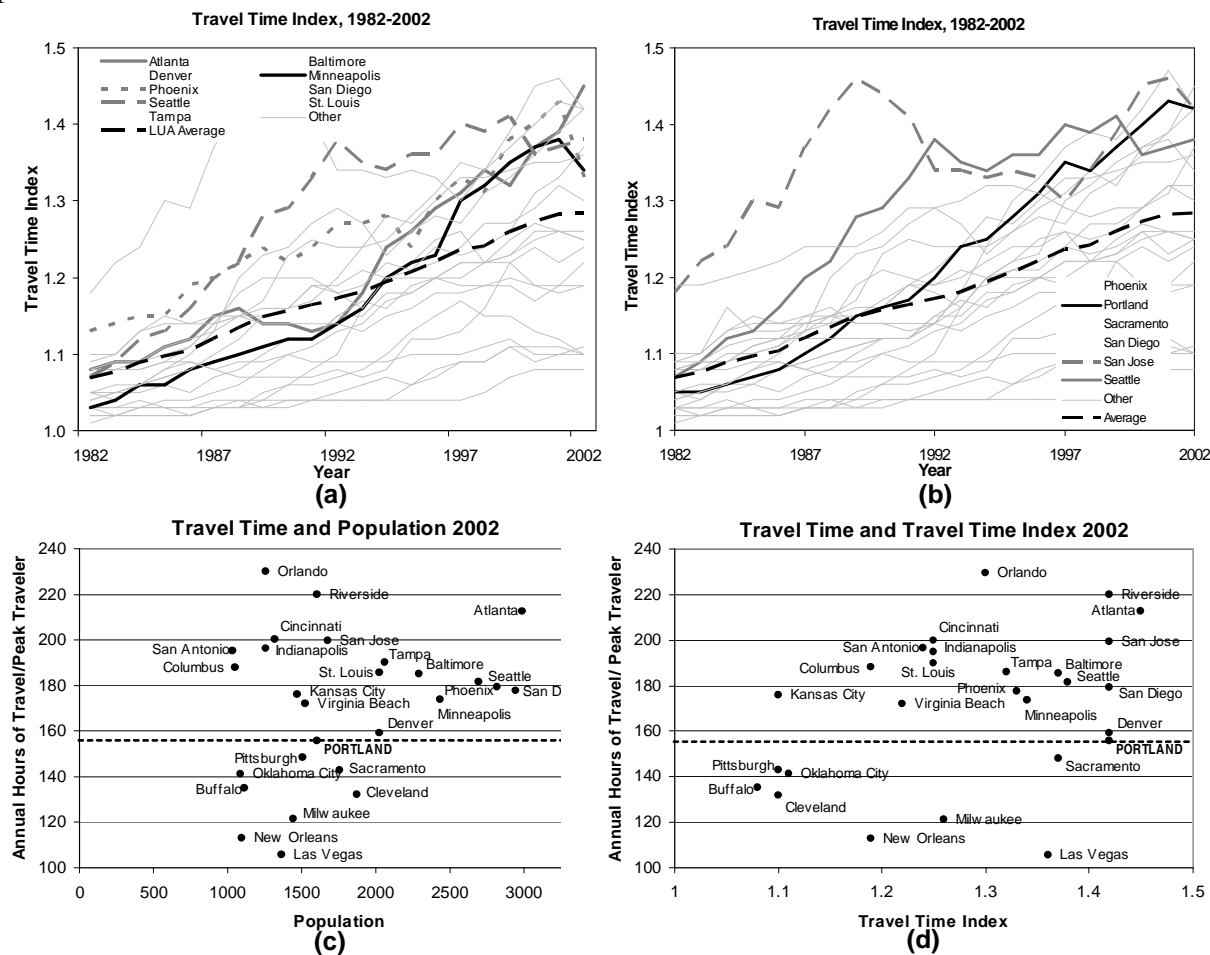 Travel Time Index, 1982-2002
Travel Time Index
1.5
1.4
1.3
1.2
1.1
1.0
Atlanta
Baltimore
Denver
Minneapolis
Phoenix
San Diego
Seattle
St. Louis
Tampa
Other
LUA Average
1982
1987
1992
1997
2002
Year
(a)
Travel Time Index, 1982-2002
Travel Time Index
1.5
1.4
1.3
1.2
1.1
1
Phoenix
Portland
Sacramento
San Diego
San Jose
Seattle
Other
Average
1982
1987
1992
1997
2002
Year
(b)
Travel Time and Population 2002
Annual Hours of Travel/Peak Traveler
240
220
200
180
160
140
120
100
Orlando
Riverside
Atlanta
Cincinnati
San Jose
San Antonio
Indianapolis
Tampa
Columbus
St. Louis
Baltimore
Seattle
Kansas City
Phoenix
San D
Virginia Beach
Minneapolis
Denver
PORTLAND
Pittsburgh
Oklahoma City
Sacramento
Buffalo
Cleveland
Milwaukee
New Orleans
Las Vegas
0
500
1000
1500
2000
2500
3000
Population
(c)
Travel Time and Travel Time Index 2002
Annual Hours of Travel/ Peak Traveler
240
220
200
180
160
140
120
100
Orlando
Riverside
Atlanta
Cincinnati
San Jose
San Antonio
Indianapolis
Columbus
St. Louis
Tampa
Baltimore
Seattle
Kansas City
Phoenix
San Diego
Virginia Beach
Minneapolis
Denver
PORTLAND
Pittsburgh
Oklahoma City
Sacramento
Buffalo
Cleveland
Milwaukee
New Orleans
Las Vegas
1
1.1
1.2
1.3
1.4
1.5
Travel Time Index
(d)